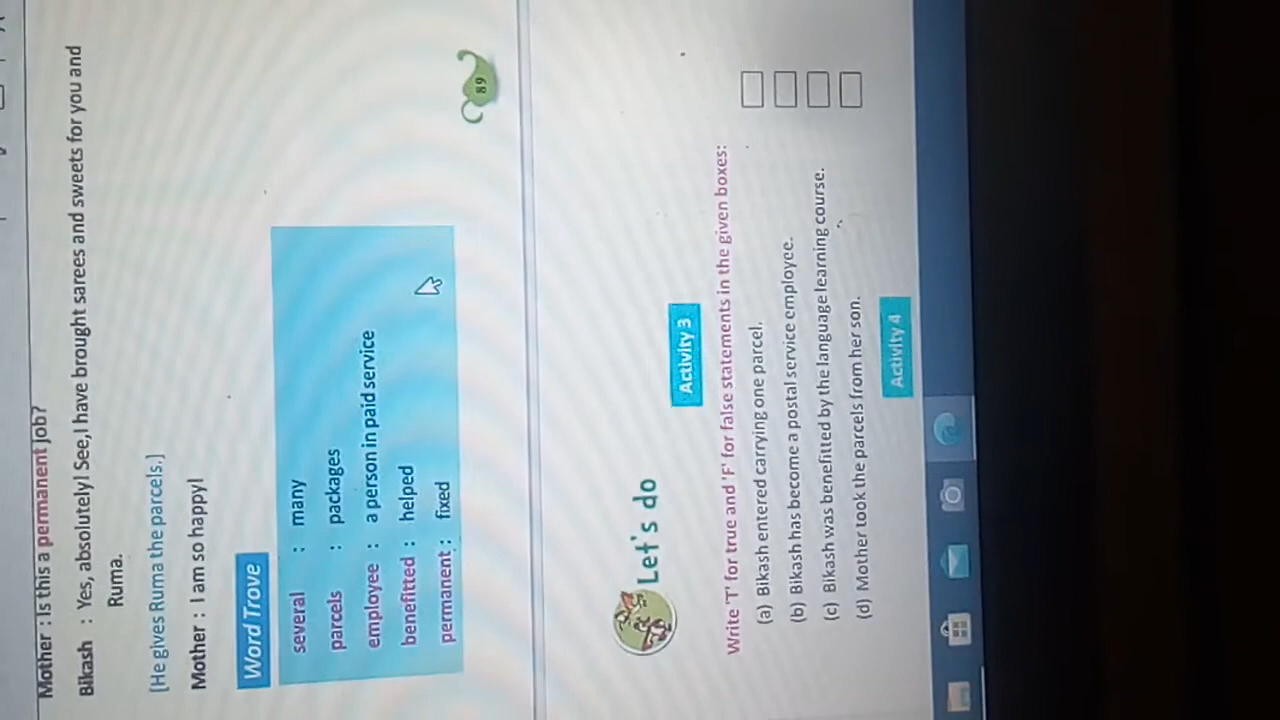 Mother : Is this a permanent job?
Bikash : Yes, absolutely! See,I have brought sarees and sweets for you and
Ruma.
[He gives Ruma the parcels.]
Mother : I am so happy!
Word Trove
several : many
parcels : packages
employee : a person in paid service
benefitted : helped
permanent : fixed
89
Let's do
Activity 3
Write 'T' for true and 'F' for false statements in the given boxes:
(a) Bikash entered carrying one parcel.
(b) Bikash has become a postal service employee.
(c) Bikash was benefitted by the language learning course.
(d) Mother took the parcels from her son.
Activity 4